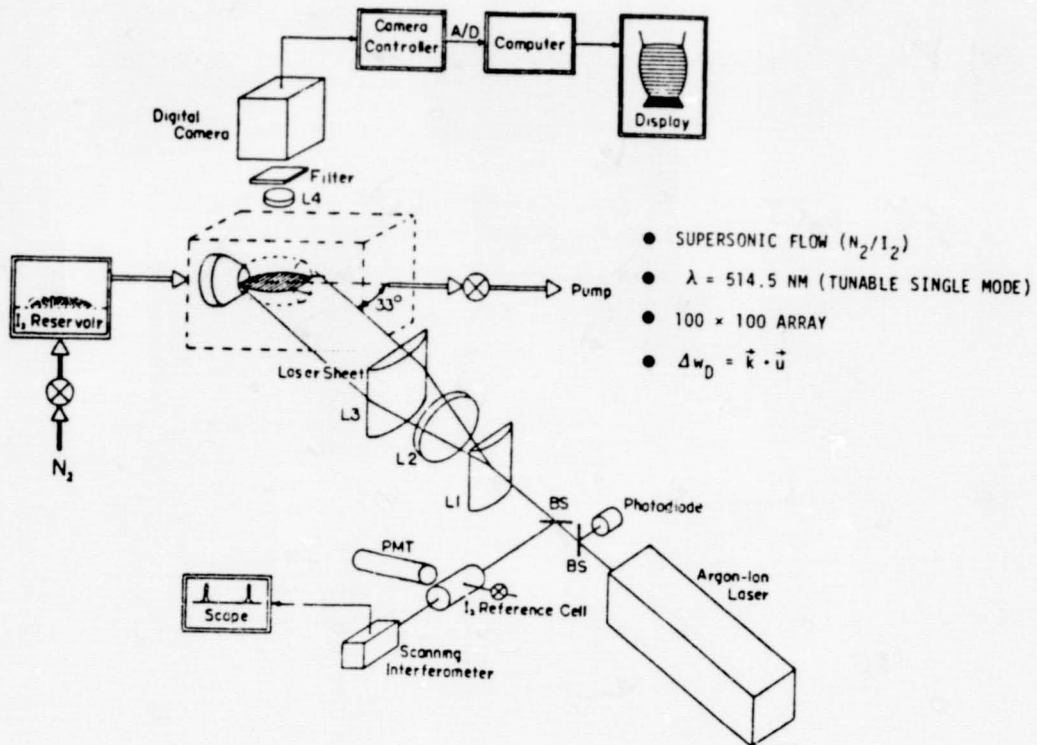 Camera
Controller
A/D
Computer
Display
Digital
Camera
Filter
L4
I₂ Reservoir
N₂
33°
Pump
Laser Sheet
L3
L2
L1
BS
Photodiode
BS
PMT
I₂ Reference Cell
Scope
Scanning
Interferometer
Argon-Ion
Laser
● SUPERSONIC FLOW (N₂/I₂)
● λ = 514.5 NM (TUNABLE SINGLE MODE)
● 100 × 100 ARRAY
● Δw_D = k⃗ · u⃗